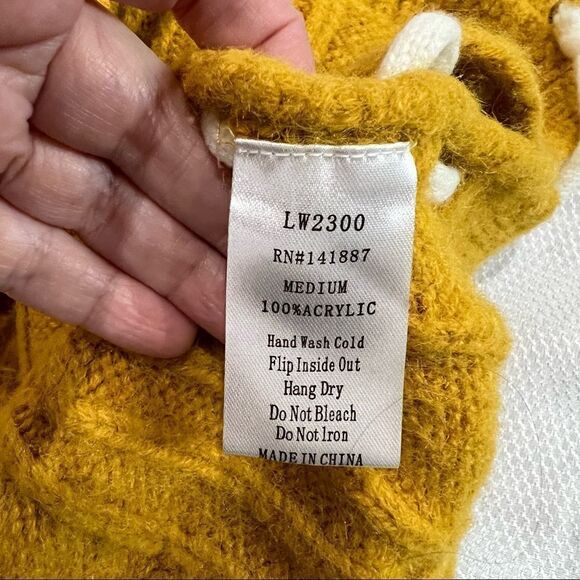 LW2300
RN#141887
MEDIUM
100%ACRYLIC
Hand Wash Cold
Flip Inside Out
Hang Dry
Do Not Bleach
Do Not Iron
MADE IN CHINA